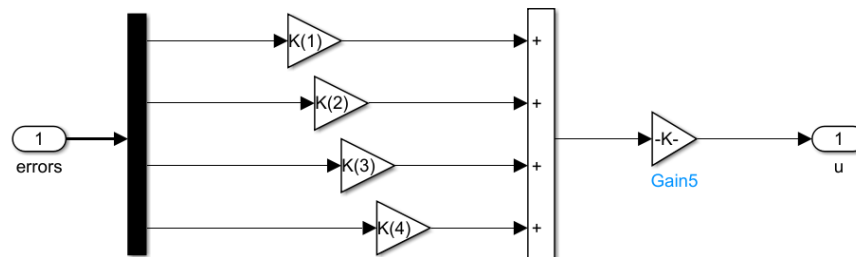 K(1)
+
K(2)
+
1
errors
-K-
Gain5
1
u
K(3)
+
K(4)
+